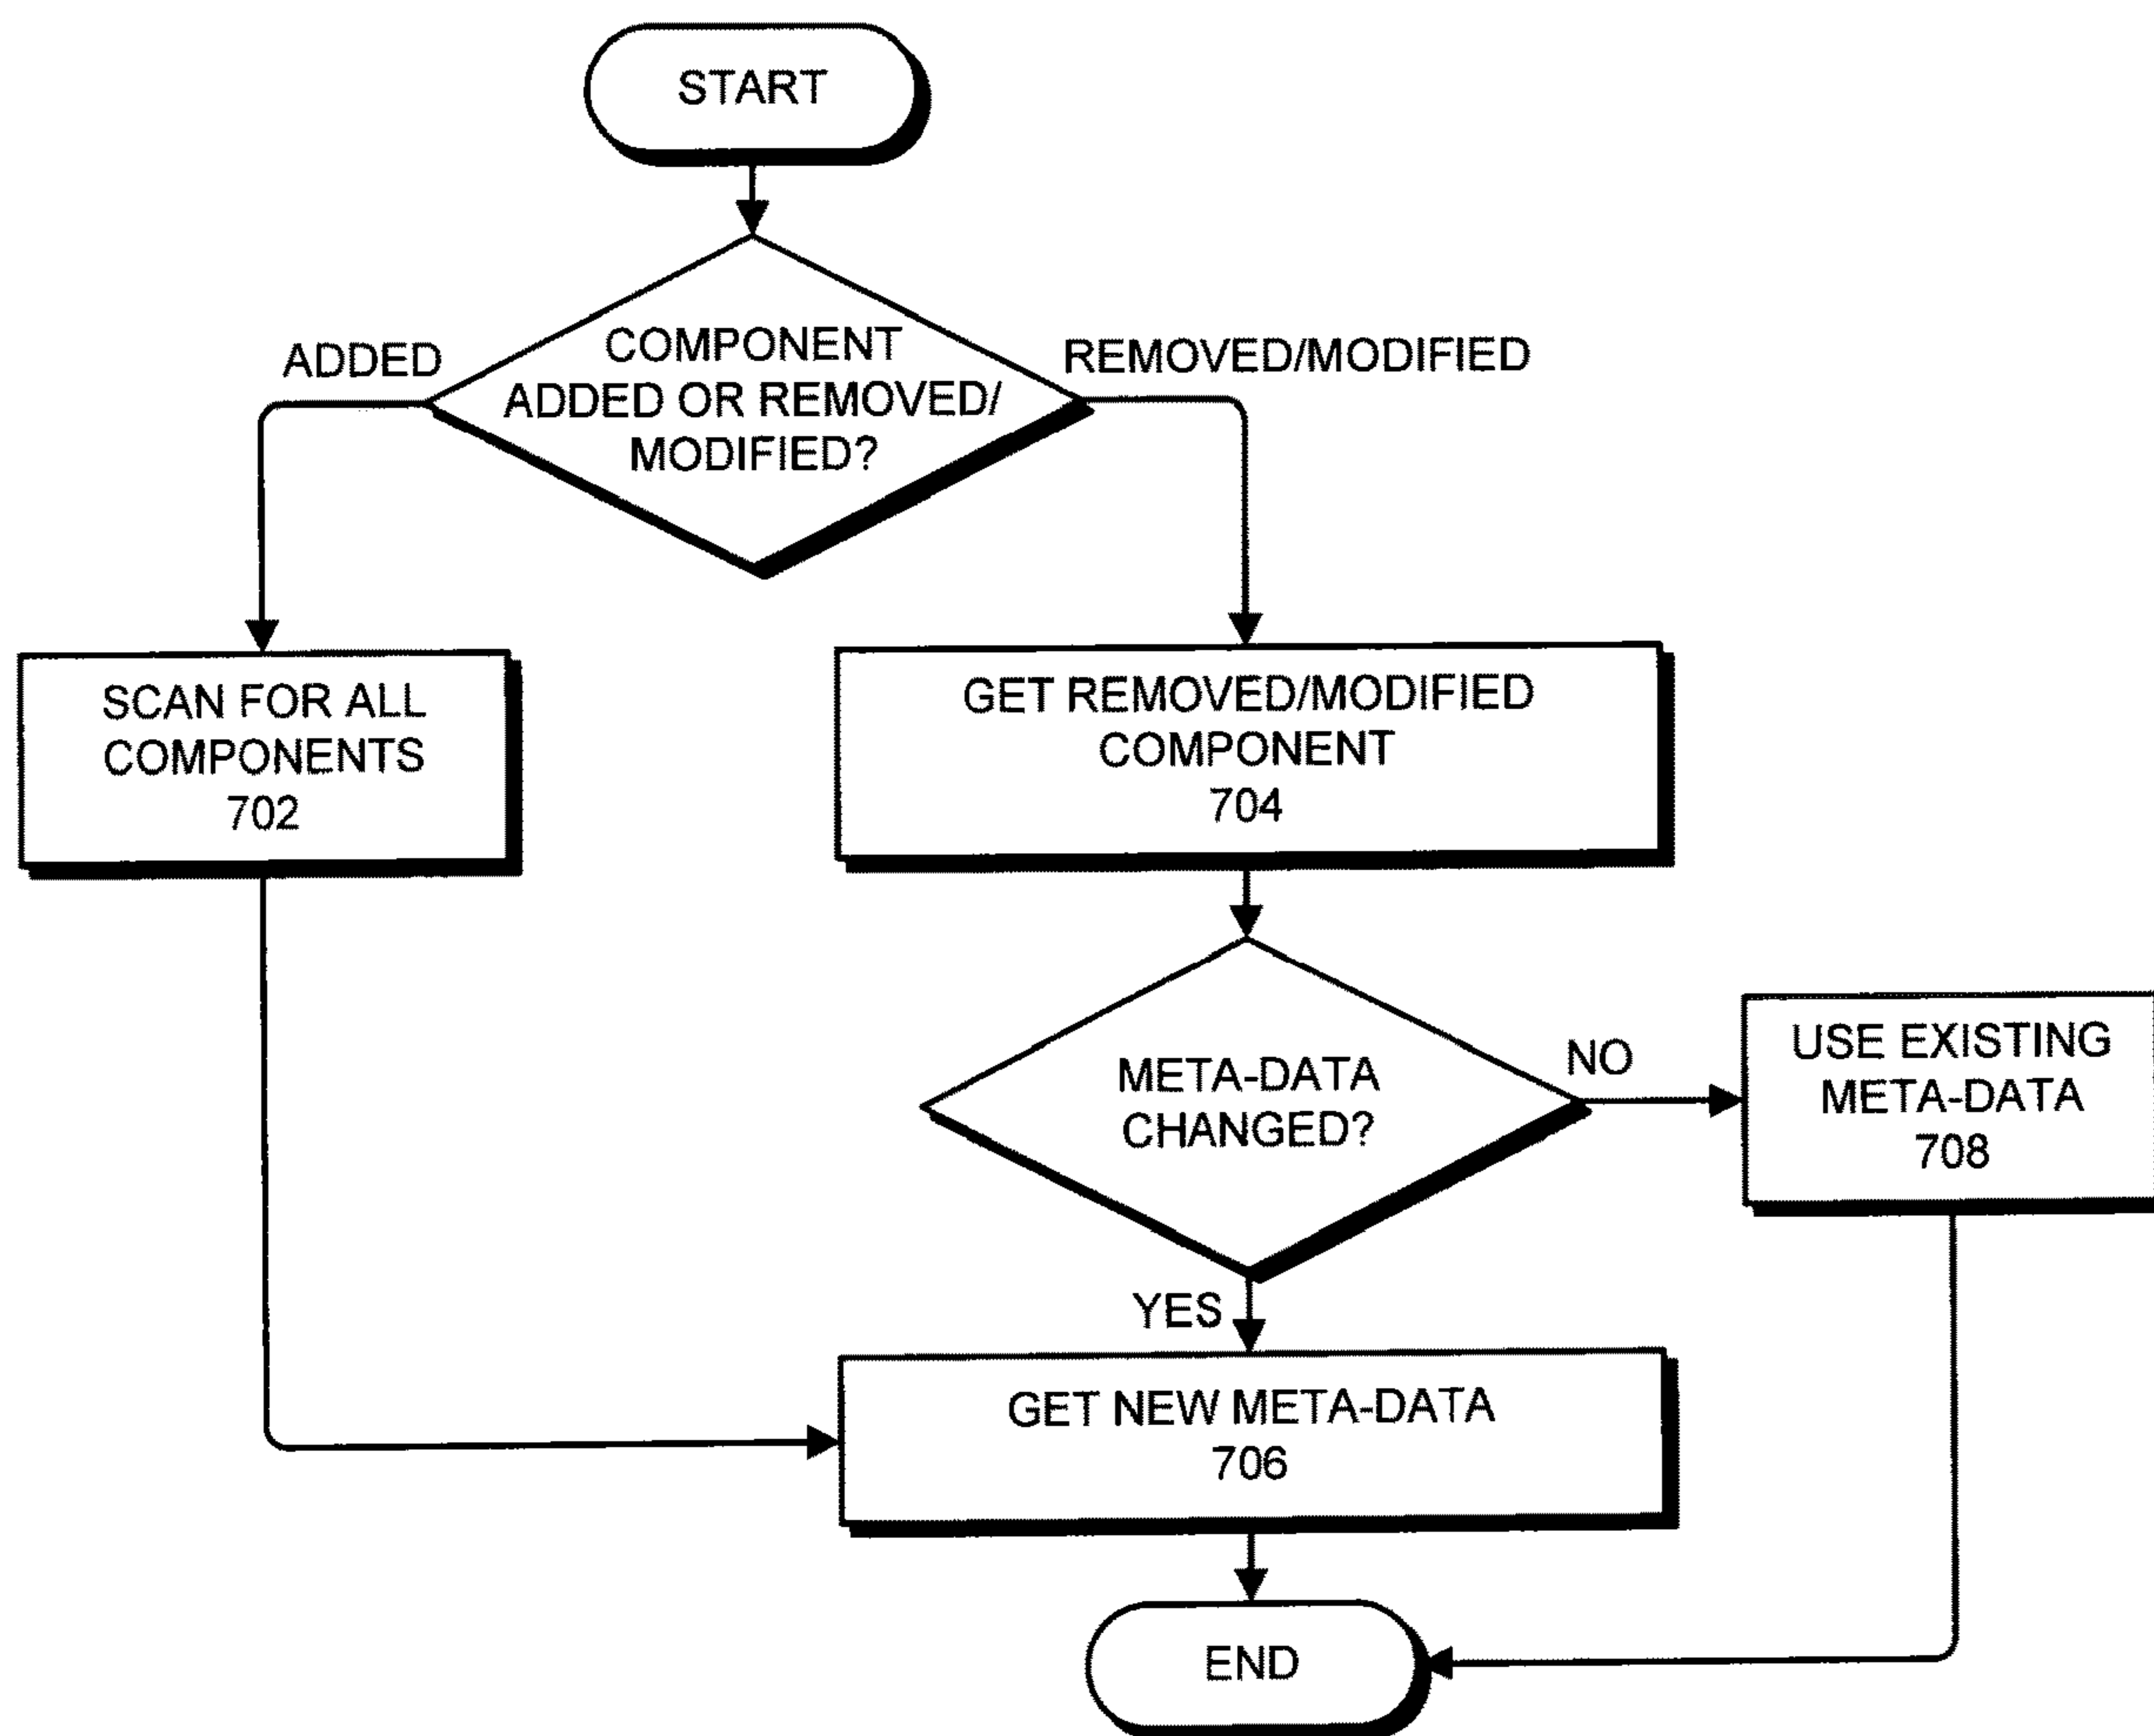 START
COMPONENT
ADDED OR REMOVED/
MODIFIED?
ADDED
REMOVED/MODIFIED
SCAN FOR ALL
COMPONENTS
702
GET REMOVED/MODIFIED
COMPONENT
704
META-DATA
CHANGED?
NO
USE EXISTING
META-DATA
708
YES
GET NEW META-DATA
706
END